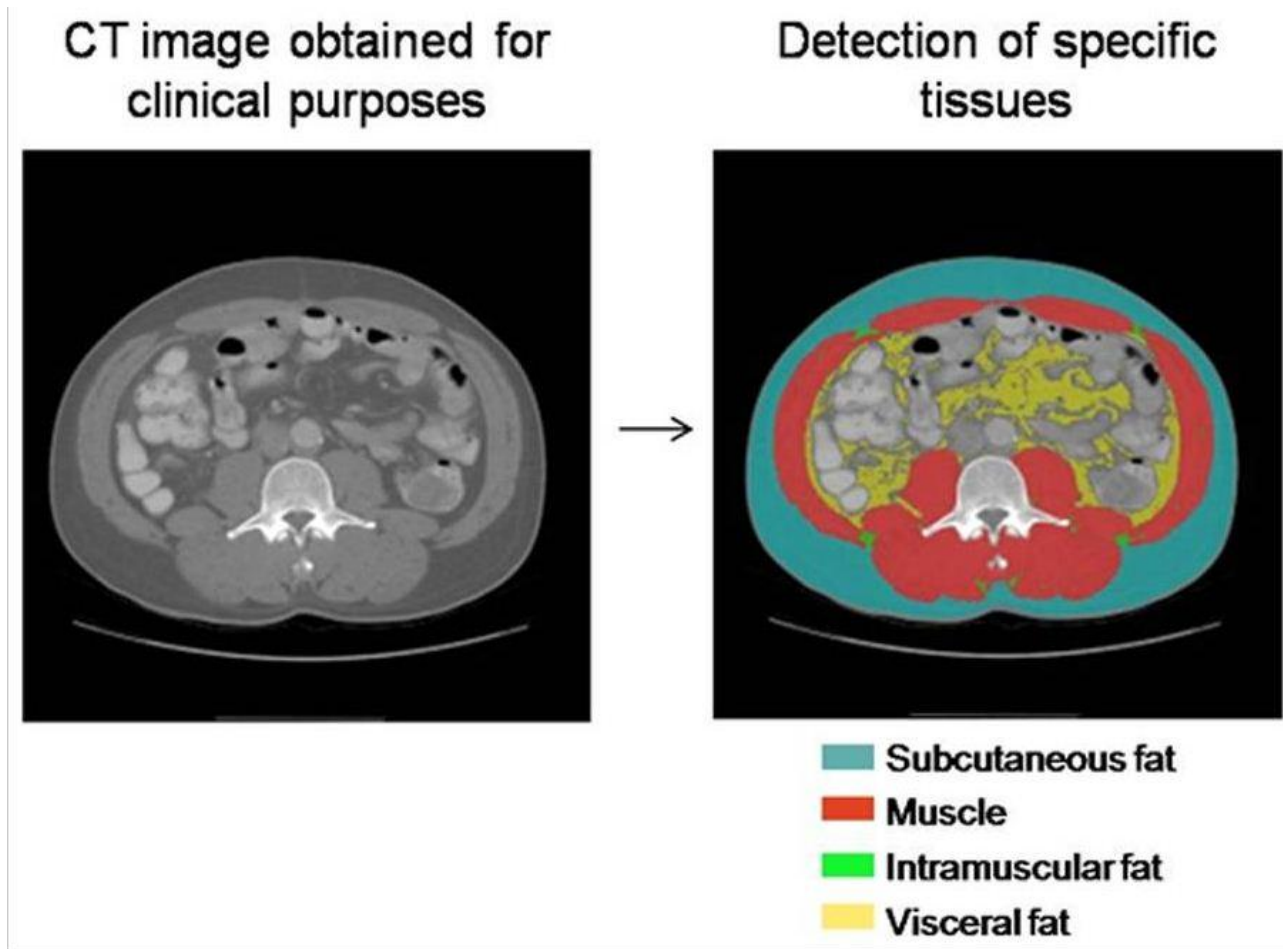 CT image obtained for
clinical purposes
Detection of specific
tissues
Subcutaneous fat
Muscle
Intramuscular fat
Visceral fat